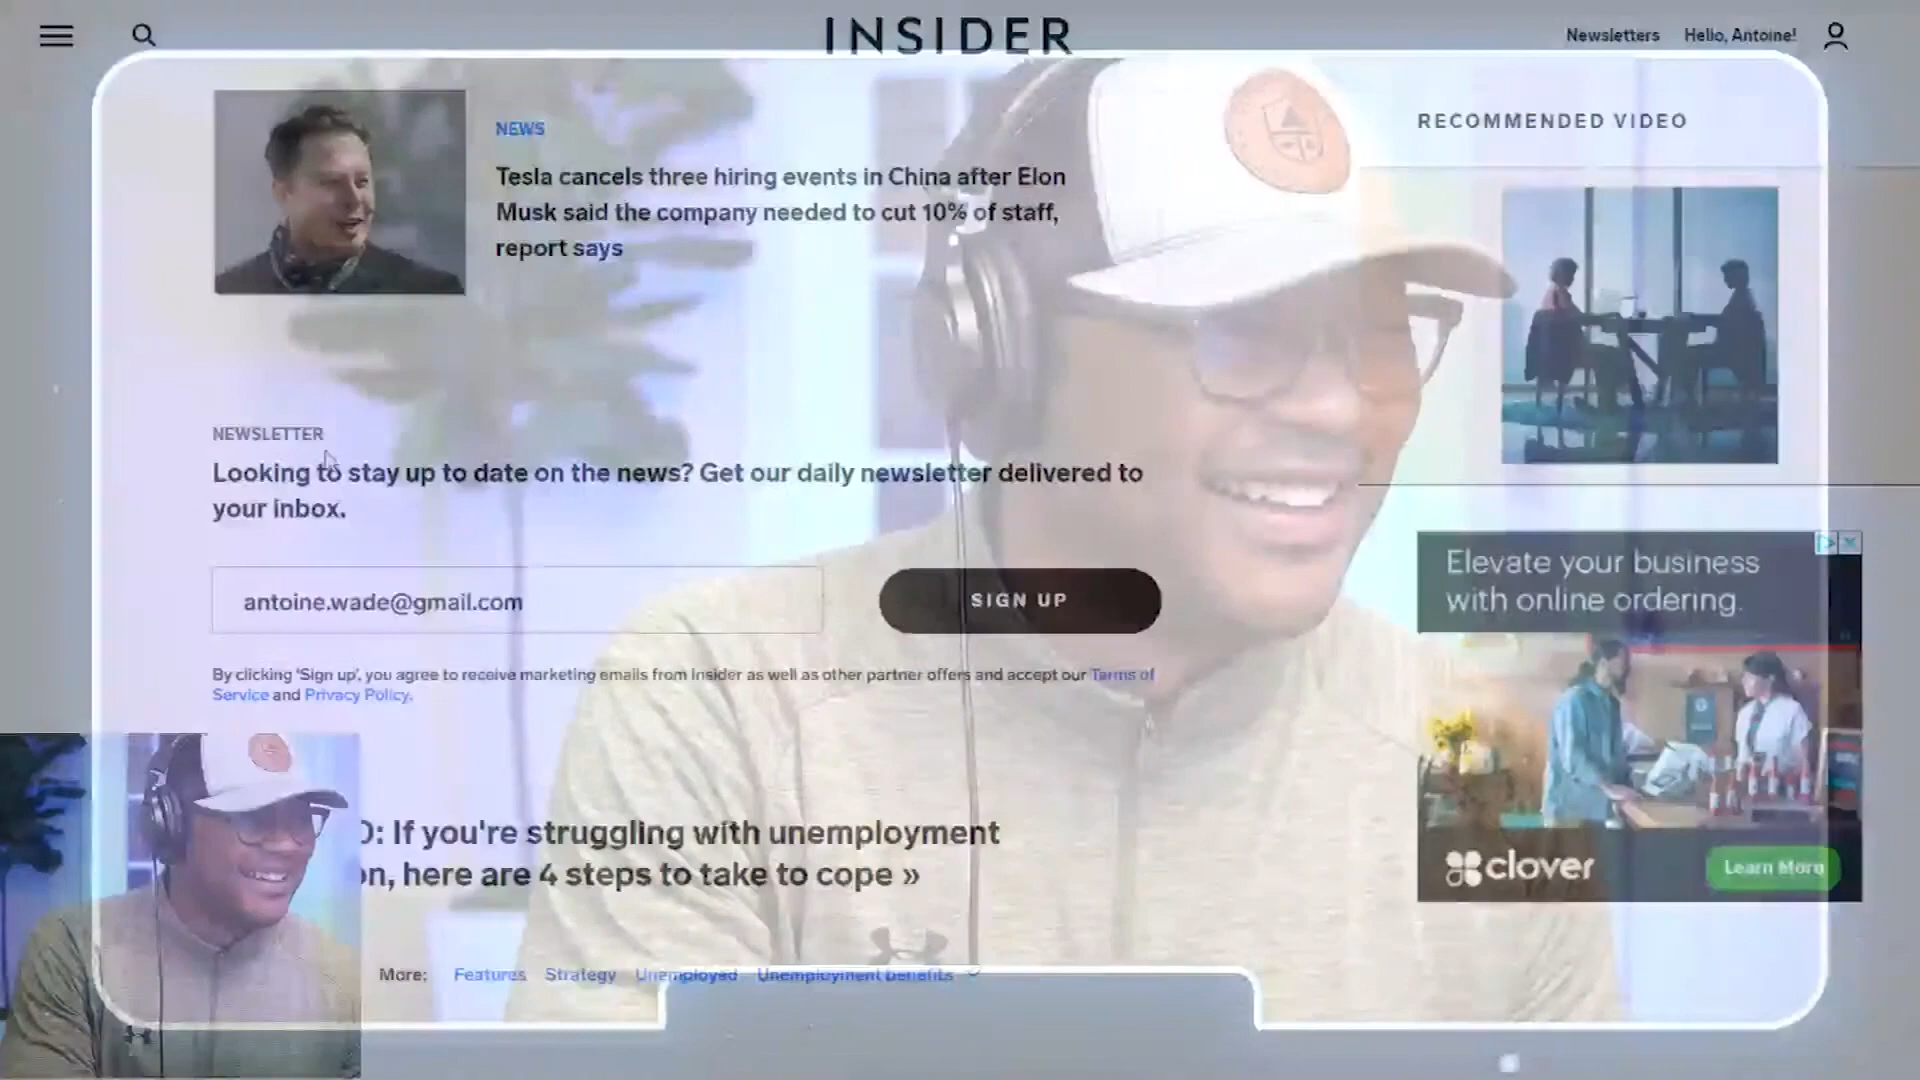 INSIDER
Newsletters
Hello, Antoine!
NEWS
Tesla cancels three hiring events in China after Elon
Musk said the company needed to cut 10% of staff,
report says
RECOMMENDED VIDEO
NEWSLETTER
Looking to stay up to date on the news? Get our daily newsletter delivered to
your inbox.
antoine.wade@gmail.com
SIGN UP
By clicking 'Sign up', you agree to receive marketing emails from Insider as well as other partner offers and accept our Terms of
Service and Privacy Policy.
Elevate your business
with online ordering.
clover
Learn More
: If you're struggling with unemployment
, here are 4 steps to take to cope »
More: Features Strategy Unemployed Unemployment benefits